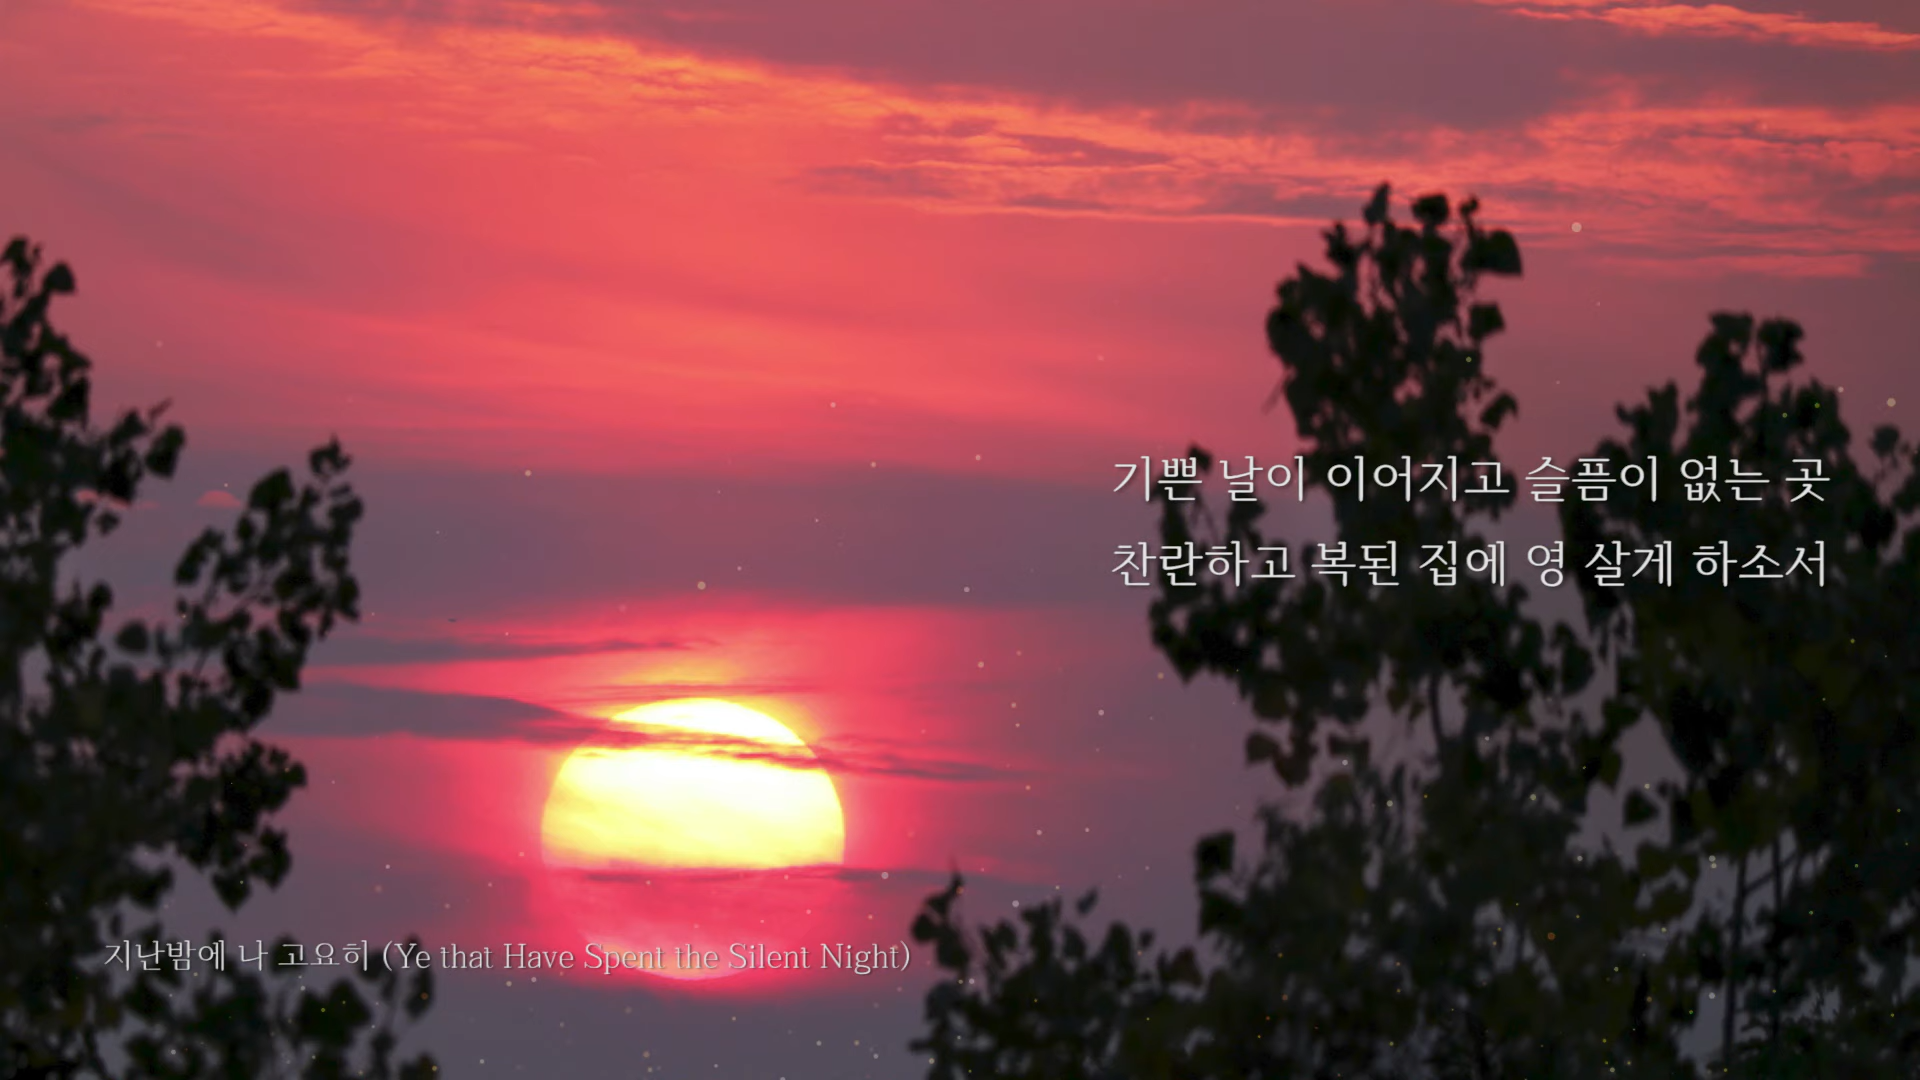 기쁜 날이 이어지고 슬픔이 없는 곳
찬란하고 복된 집에 영 살게 하소서
지난밤에 나 고요히 (Ye that Have Spent the Silent Night)